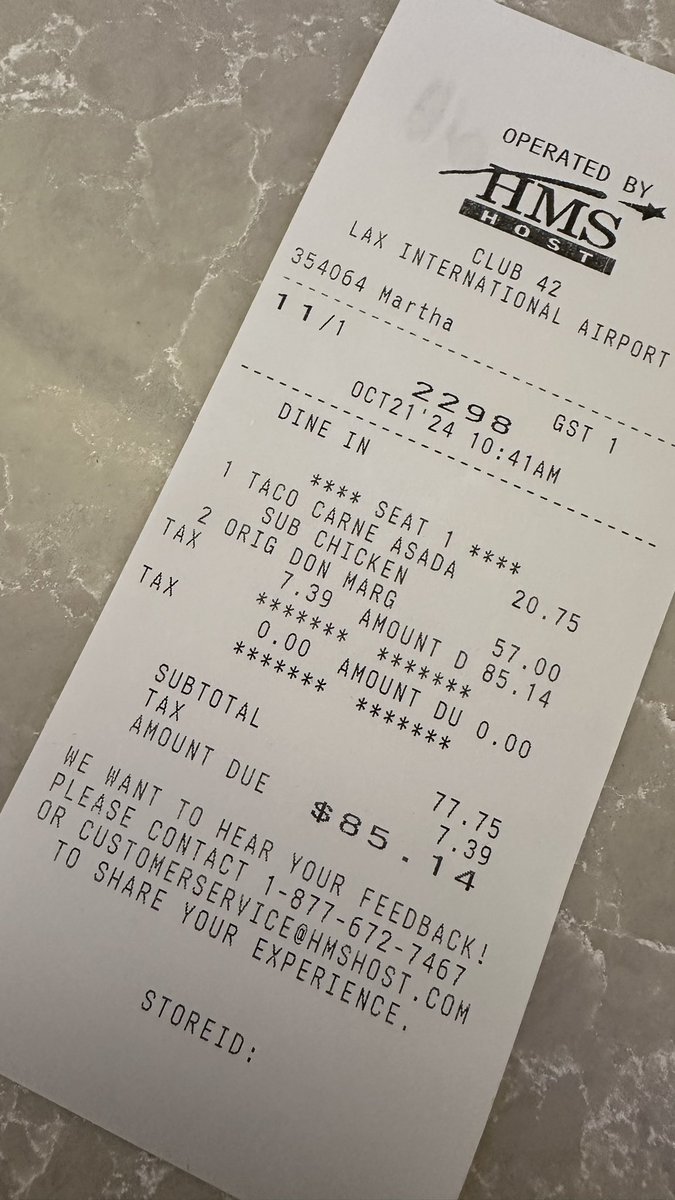 OPERATED BY
HMS
HOST
CLUB 42
LAX INTERNATIONAL AIRPORT
354064 Martha
11/1 2298 GST 1
OCT21'24 10:41AM
DINE IN
**** SEAT 1 ****
1 TACO CARNE ASADA 20.75
SUB CHICKEN
2 ORIG DON MARG 57.00
TAX 7.39 AMOUNT D 85.14
******* *******
TAX 0.00 AMOUNT DU 0.00
******* *******
SUBTOTAL 77.75
TAX 7.39
AMOUNT DUE $85.14
WE WANT TO HEAR YOUR FEEDBACK!
PLEASE CONTACT 1-877-672-7467
OR CUSTOMERSERVICE@HMSHOST.COM
TO SHARE YOUR EXPERIENCE.
STOREID: